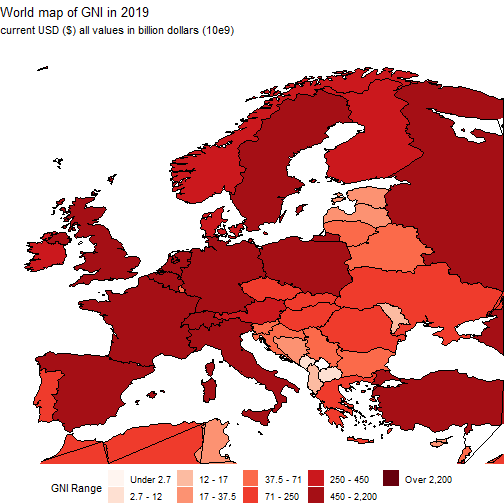 World map of GNI in 2019
current USD ($) all values in billion dollars (10e9)
GNI Range
Under 2.7
12 - 17
37.5 - 71
250 - 450
Over 2,200
2.7 - 12
17 - 37.5
71 - 250
450 - 2,200